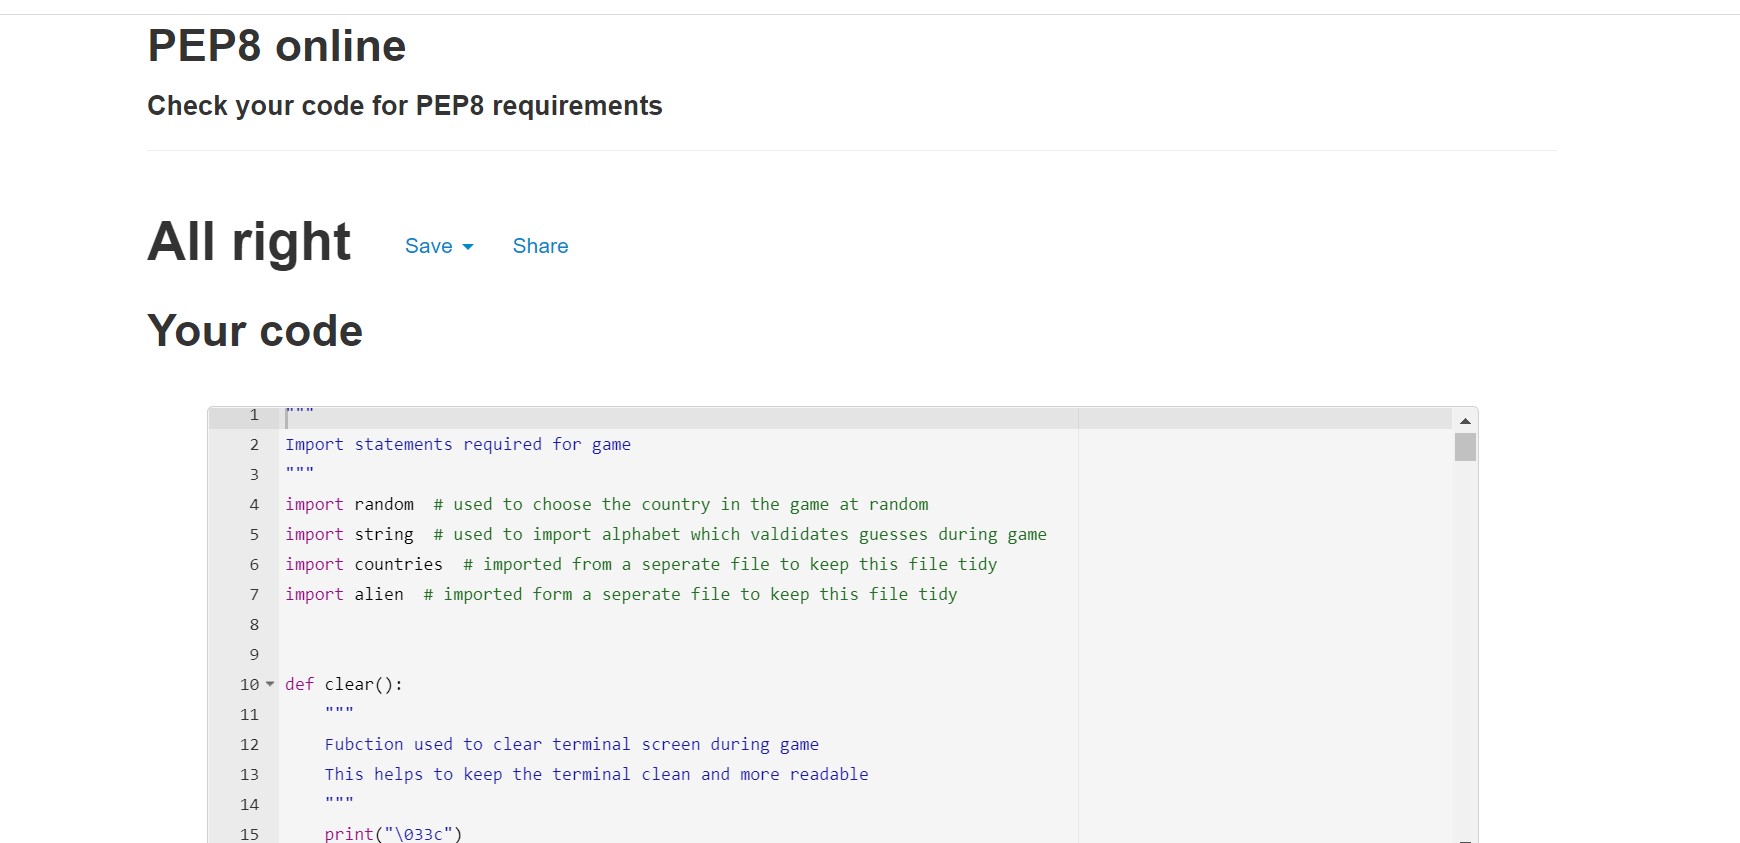 PEP8 online
Check your code for PEP8 requirements
All right Save Share
Your code
1 """
2 Import statements required for game
3 """
4 import random  # used to choose the country in the game at random
5 import string  # used to import alphabet which valdidates guesses during game
6 import countries  # imported from a seperate file to keep this file tidy
7 import alien  # imported form a seperate file to keep this file tidy
8
9
10 def clear():
11     """
12     Fubction used to clear terminal screen during game
13     This helps to keep the terminal clean and more readable
14     """
15     print("\033c")